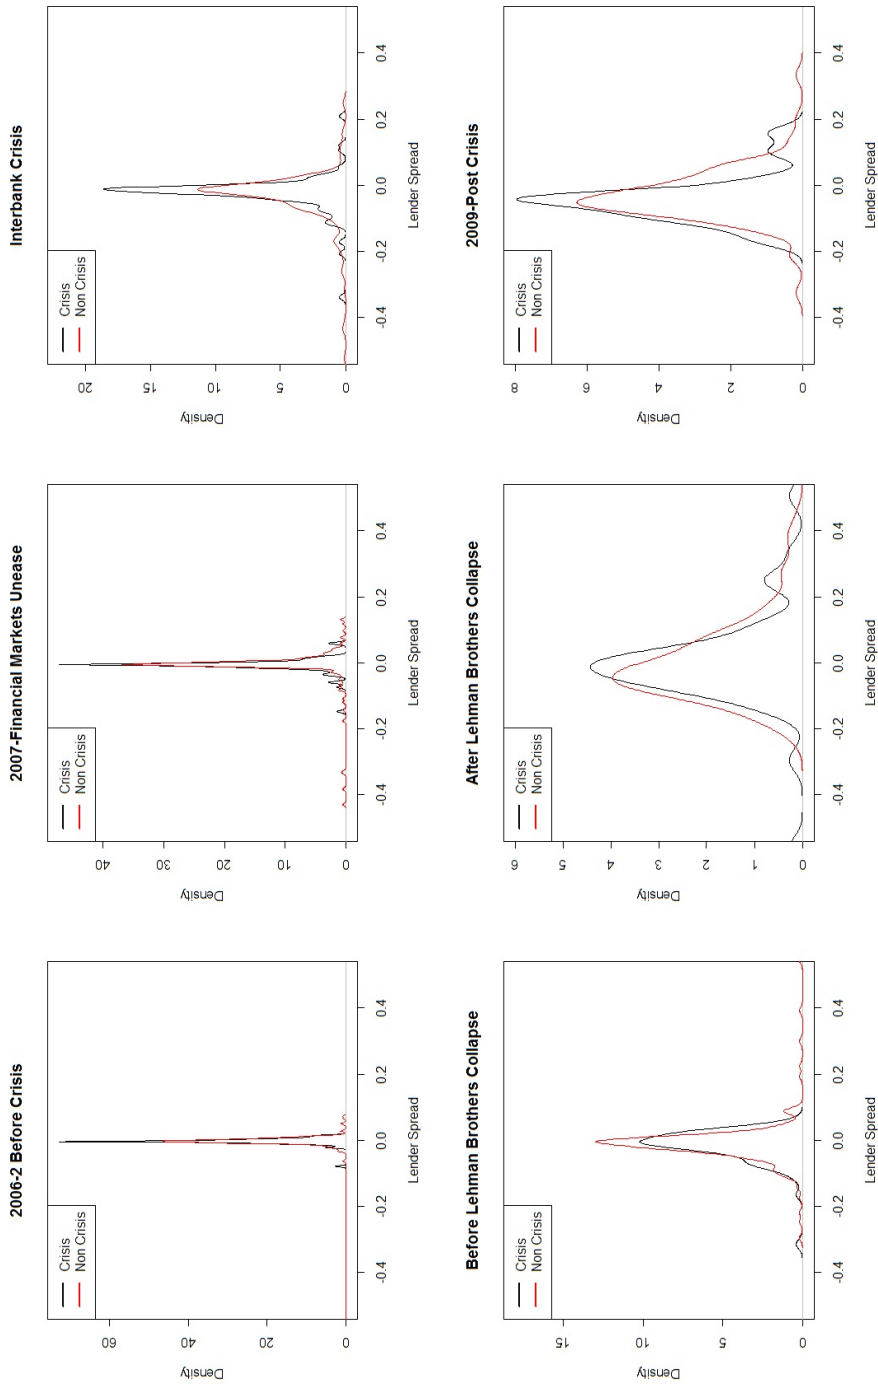 2006-2 Before Crisis
Crisis
Non Crisis
Density
60
40
20
0
-0.4 -0.2 0.0 0.2 0.4
Lender Spread
2007-Financial Markets Unease
Crisis
Non Crisis
Density
40
30
20
10
0
-0.4 -0.2 0.0 0.2 0.4
Lender Spread
Interbank Crisis
Crisis
Non Crisis
Density
20
15
10
5
0
-0.4 -0.2 0.0 0.2 0.4
Lender Spread
Before Lehman Brothers Collapse
Crisis
Non Crisis
Density
15
10
5
0
-0.4 -0.2 0.0 0.2 0.4
Lender Spread
After Lehman Brothers Collapse
Crisis
Non Crisis
Density
6
5
4
3
2
1
0
-0.4 -0.2 0.0 0.2 0.4
Lender Spread
2009-Post Crisis
Crisis
Non Crisis
Density
8
6
4
2
0
-0.4 -0.2 0.0 0.2 0.4
Lender Spread